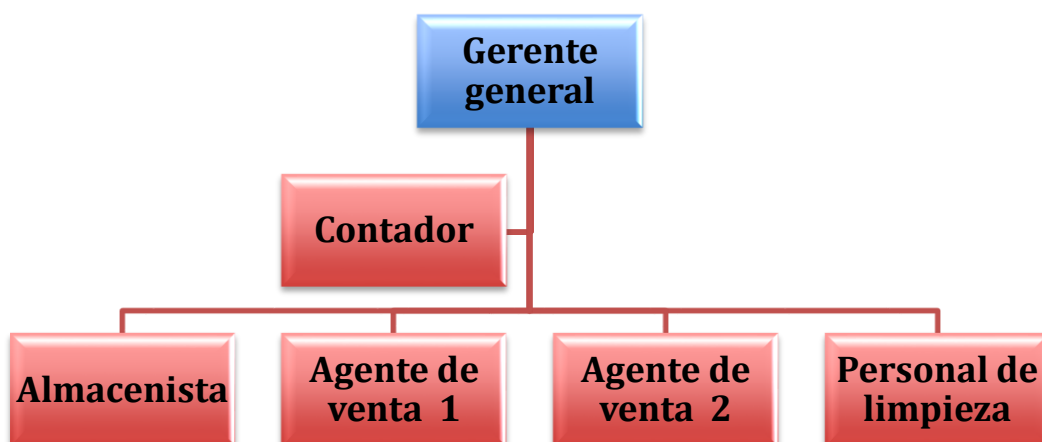 Gerente
general
Contador
Almacenista
Agente de
venta 1
Agente de
venta 2
Personal de
limpieza